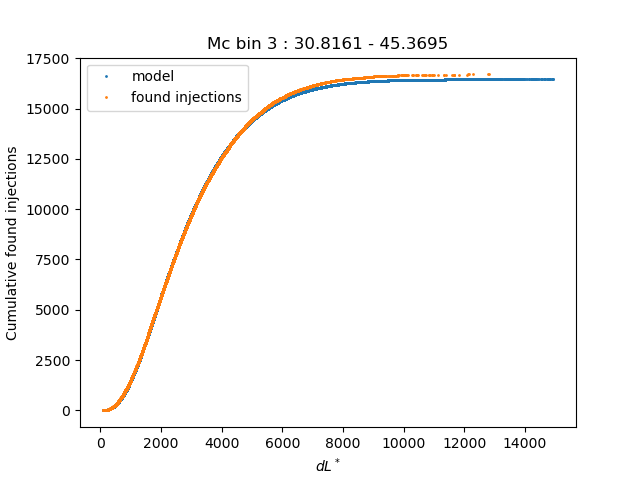 Mc bin 3 : 30.8161 - 45.3695
17500
15000
12500
10000
7500
5000
2500
0
Cumulative found injections
model
found injections
0 2000 4000 6000 8000 10000 12000 14000
dL*